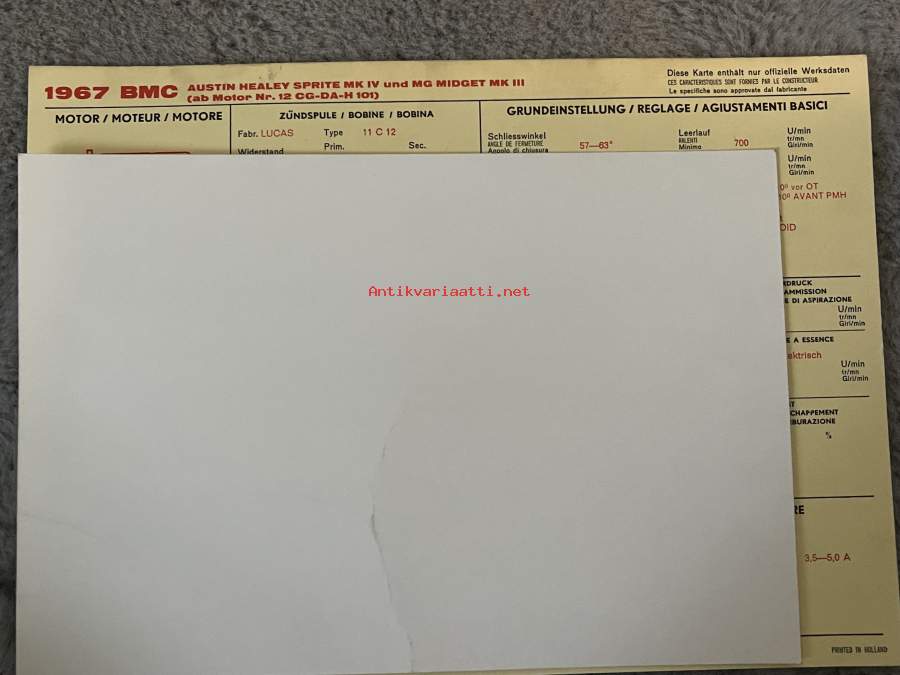 1967 BMC AUSTIN HEALEY SPRITE MK IV und MG MIDGET MK III
(ab Motor Nr. 12 CG-DA-H 101)
Diese Karte enthält nur offizielle Werksdaten
CES CARACTERISTIQUES SONT FORNIES PAR LE CONSTRUCTEUR
Le specifiche sono approvate dal fabricante
MOTOR / MOTEUR / MOTORE
ZÜNDSPULE / BOBINE / BOBINA
Fabr. LUCAS Type 11 C 12
Widerstand Prim. Sec.
GRUNDEINSTELLUNG / REGLAGE / AGIUSTAMENTI BASICI
Schliesswinkel
ANGLE DE FERMETURE
Angolo di chiusura
57—63°
Leerlauf
RALENTI
Minimo
700
U/min
tr/mn
Giri/min
U/min
tr/mn
Giri/min
vor OT
AVANT PMH
OID
KDRUCK
AMMISSION
E DI ASPIRAZIONE
U/min
tr/mn
Giri/min
E A ESSENCE
ektrisch
U/min
tr/mn
Giri/min
CHAPPEMENT
BURAZIONE
%
RE
3,5—5,0 A
PRINTED IN HOLLAND
Antikvariaatti.net